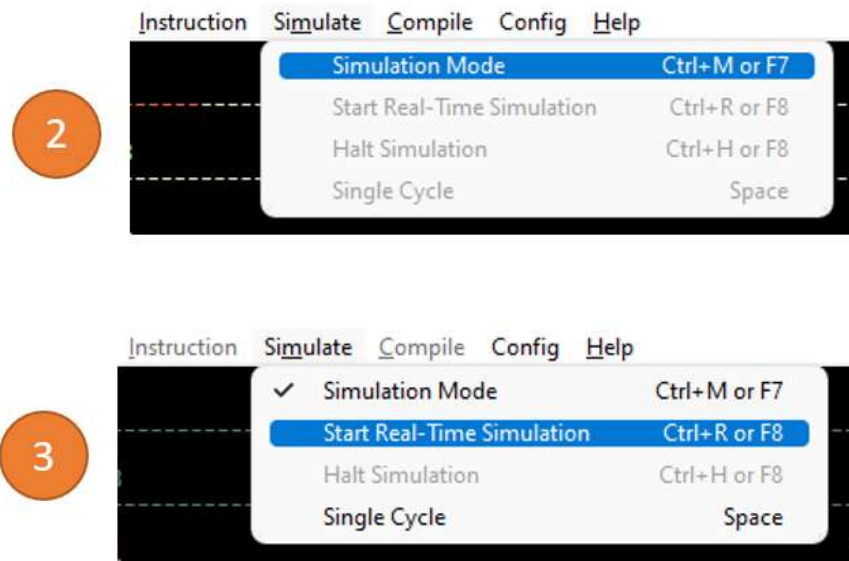 Instruction Simulate Compile Config Help
Simulation Mode Ctrl+M or F7
2
Start Real-Time Simulation Ctrl+R or F8
Halt Simulation Ctrl+H or F8
Single Cycle Space
Instruction Simulate Compile Config Help
✓ Simulation Mode Ctrl+M or F7
3
Start Real-Time Simulation Ctrl+R or F8
Halt Simulation Ctrl+H or F8
Single Cycle Space